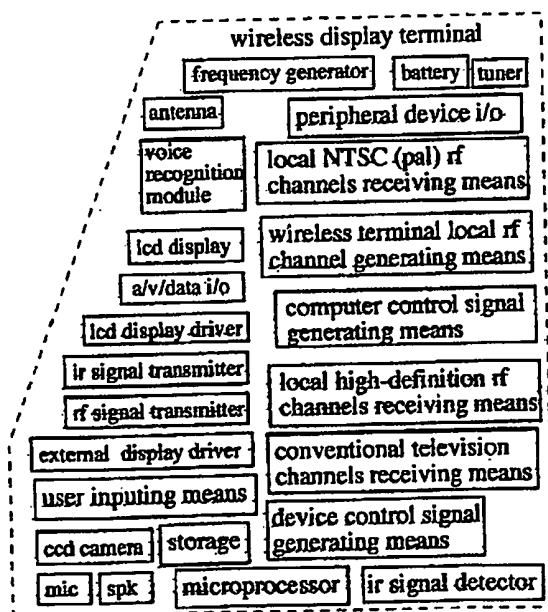 wireless display terminal
frequency generator
battery
tuner
antenna
peripheral device i/o
voice
recognition
module
local NTSC (pal) rf
channels receiving means
lcd display
wireless terminal local rf
channel generating means
a/v/data i/o
computer control signal
generating means
lcd display driver
ir signal transmitter
local high-definition rf
channels receiving means
rf signal transmitter
external display driver
conventional television
channels receiving means
user inputing means
device control signal
generating means
ccd camera
storage
mic
spk
microprocessor
ir signal detector